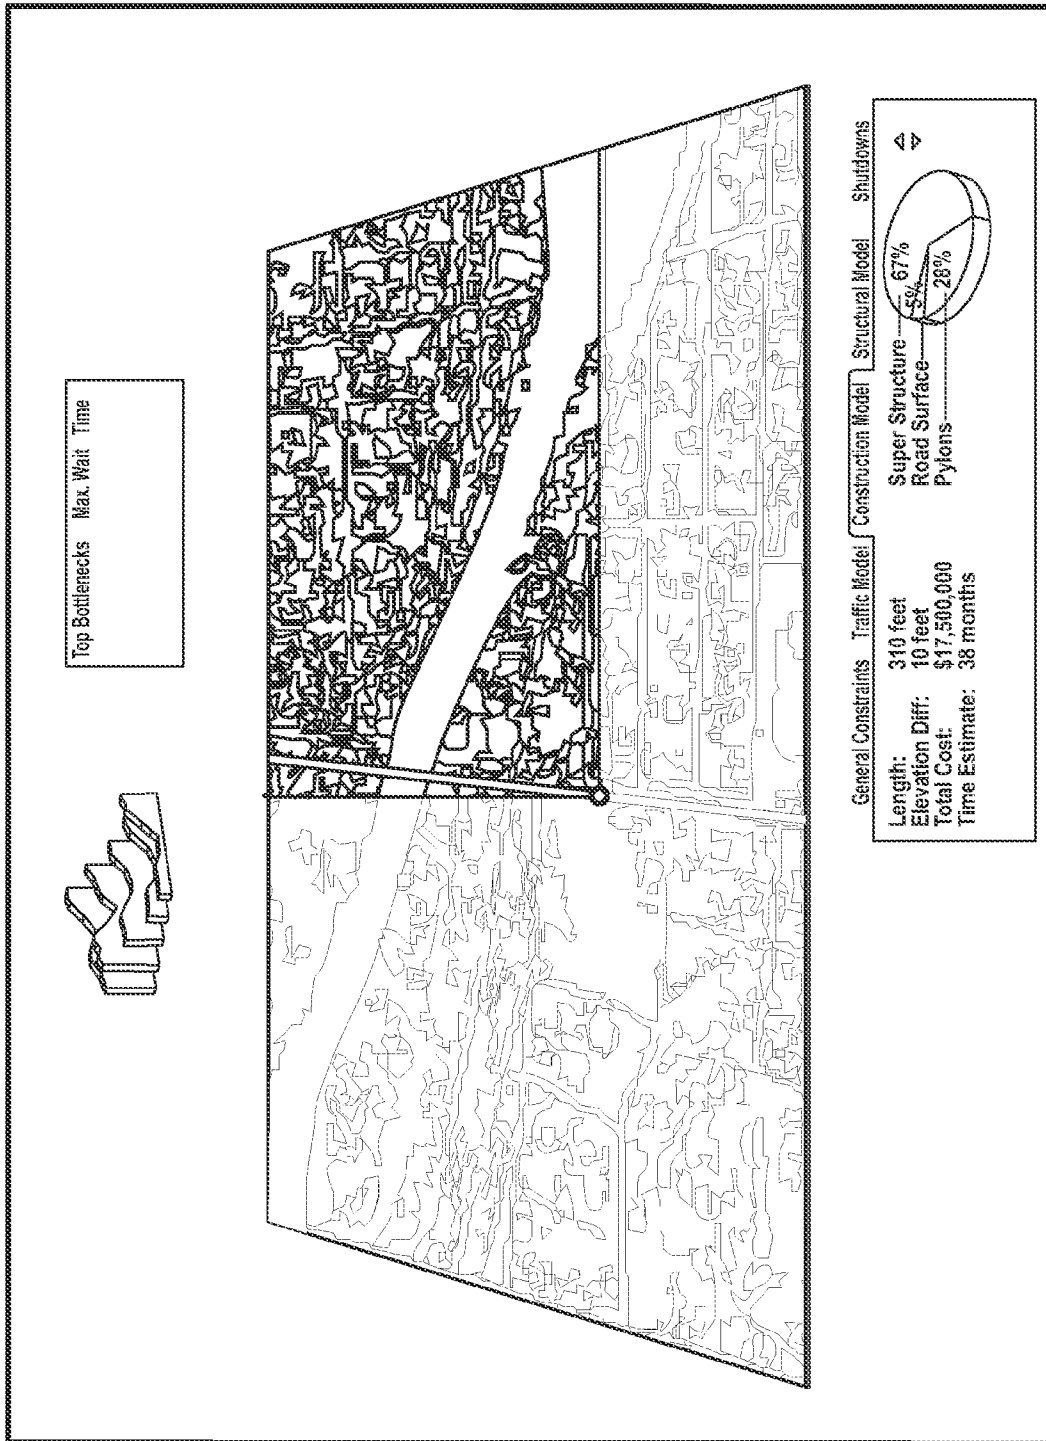 Top Bottlenecks Max. Wait Time
General Constraints Traffic Model Construction Model Structural Model Shutdowns
Length: 310 feet
Elevation Diff: 10 feet
Total Cost: $17,500,000
Time Estimate: 38 months
Super Structure 67%
Road Surface 5%
Pylons 28%